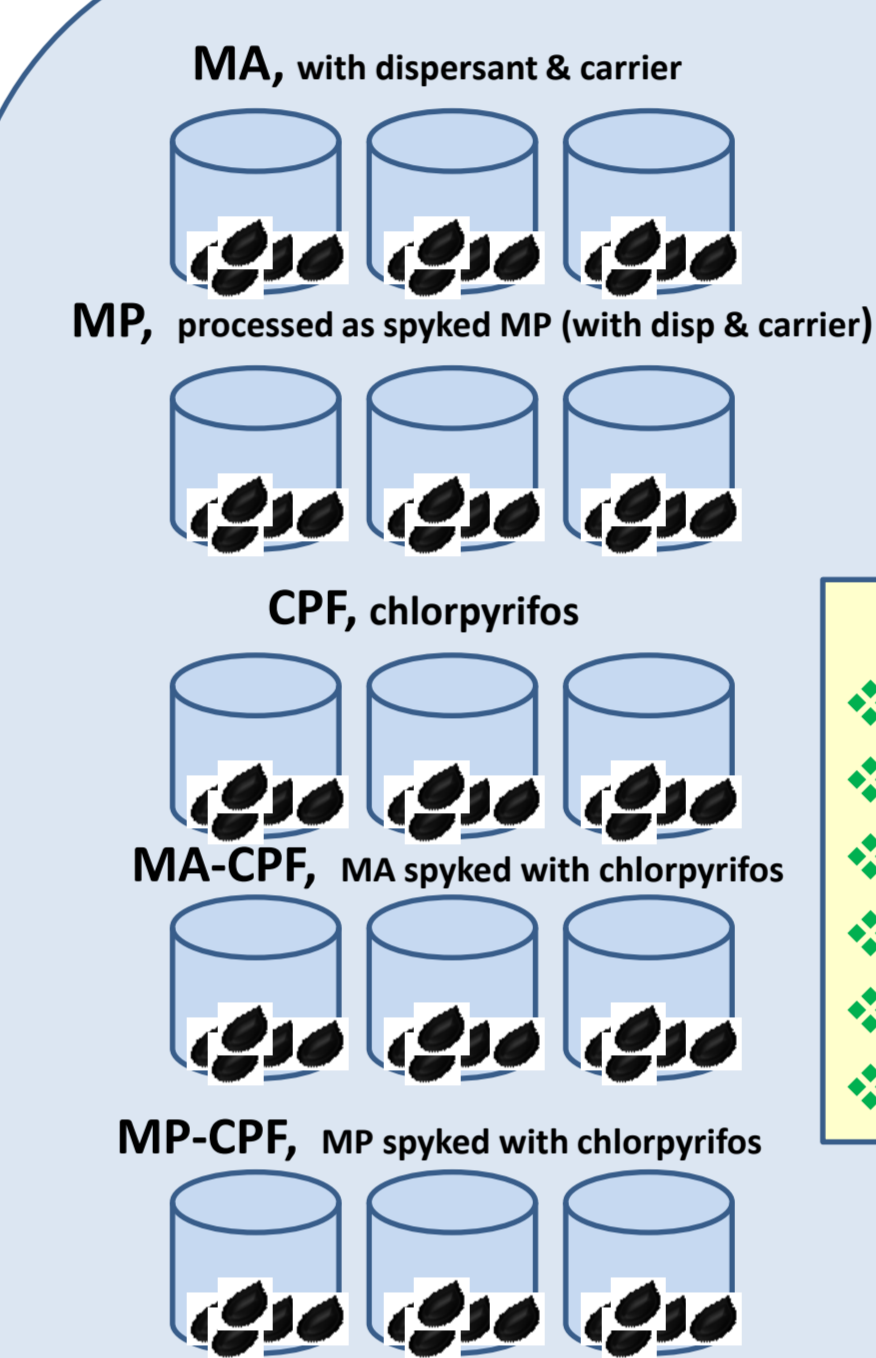 MA, with dispersant & carrier
MP, processed as spyked MP (with disp & carrier)
CPF, chlorpyrifos
MA-CPF, MA spyked with chlorpyrifos
MP-CPF, MP spyked with chlorpyrifos